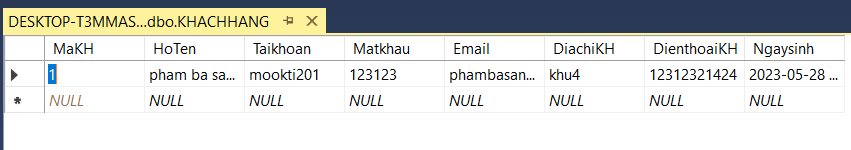 DESKTOP-T3MMAS...dbo.KHACHHANG
MaKH HoTen Taikhoan Matkhau Email DiachiKH DienthoaiKH Ngaysinh
1 pham ba sa... mookti201 123123 phambasan... khu4 12312321424 2023-05-28 ...
NULL NULL NULL NULL NULL NULL NULL NULL